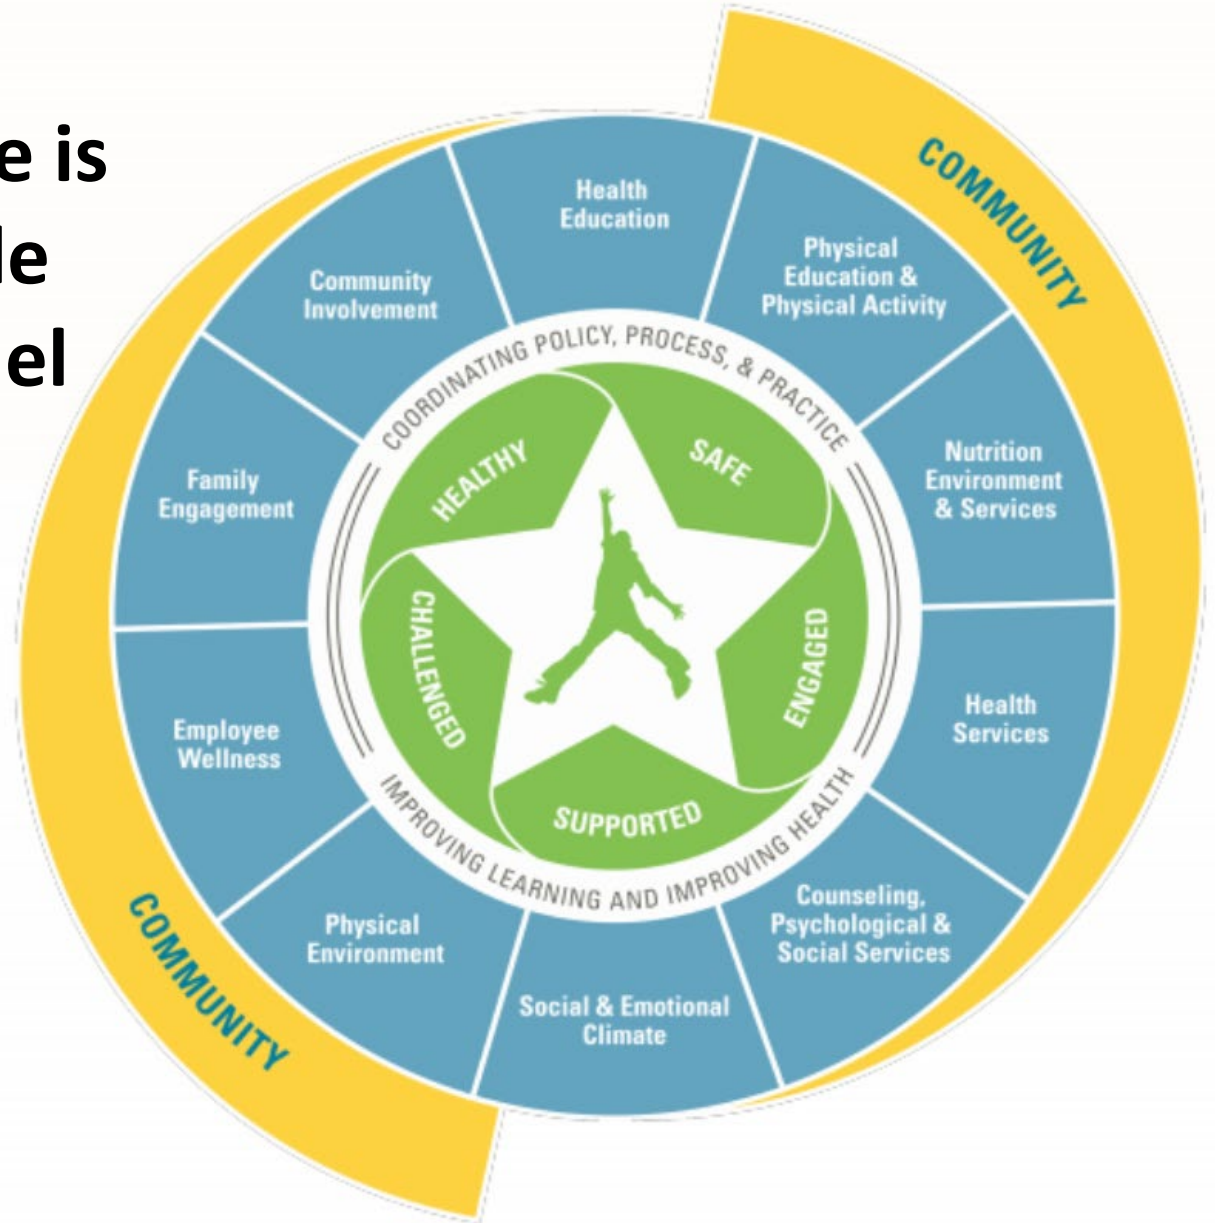 e is
le
el
COMMUNITY
Health
Education
Physical
Education &
Physical Activity
Nutrition
Environment
& Services
Health
Services
Counseling,
Psychological &
Social Services
Social & Emotional
Climate
Physical
Environment
Employee
Wellness
Family
Engagement
Community
Involvement
COORDINATING POLICY, PROCESS, & PRACTICE
IMPROVING LEARNING AND IMPROVING HEALTH
HEALTHY
SAFE
ENGAGED
SUPPORTED
CHALLENGED
COMMUNITY